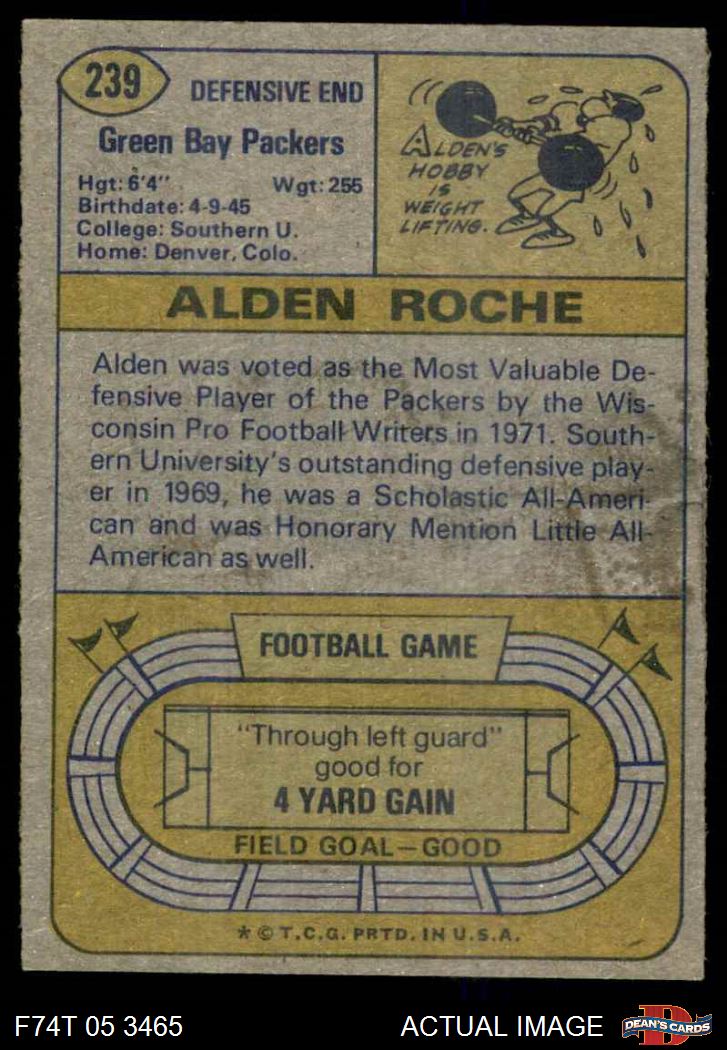 239
DEFENSIVE END
Green Bay Packers
Hgt: 6'4" Wgt: 255
Birthdate: 4-9-45
College: Southern U.
Home: Denver, Colo.
ALDEN'S
HOBBY
IS
WEIGHT
LIFTING.
ALDEN ROCHE
Alden was voted as the Most Valuable De-
fensive Player of the Packers by the Wis-
consin Pro Football Writers in 1971. South-
ern University's outstanding defensive play-
er in 1969, he was a Scholastic All-Ameri-
can and was Honorary Mention Little All-
American as well.
FOOTBALL GAME
"Through left guard"
good for
4 YARD GAIN
FIELD GOAL—GOOD
* © T.C.G. PRTD. IN U.S.A.
F74T 05 3465
ACTUAL IMAGE
D
DEAN'S CARDS